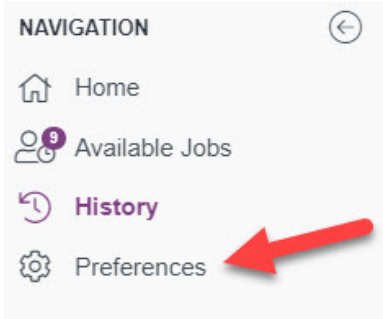 NAVIGATION
Home
9
Available Jobs
History
Preferences